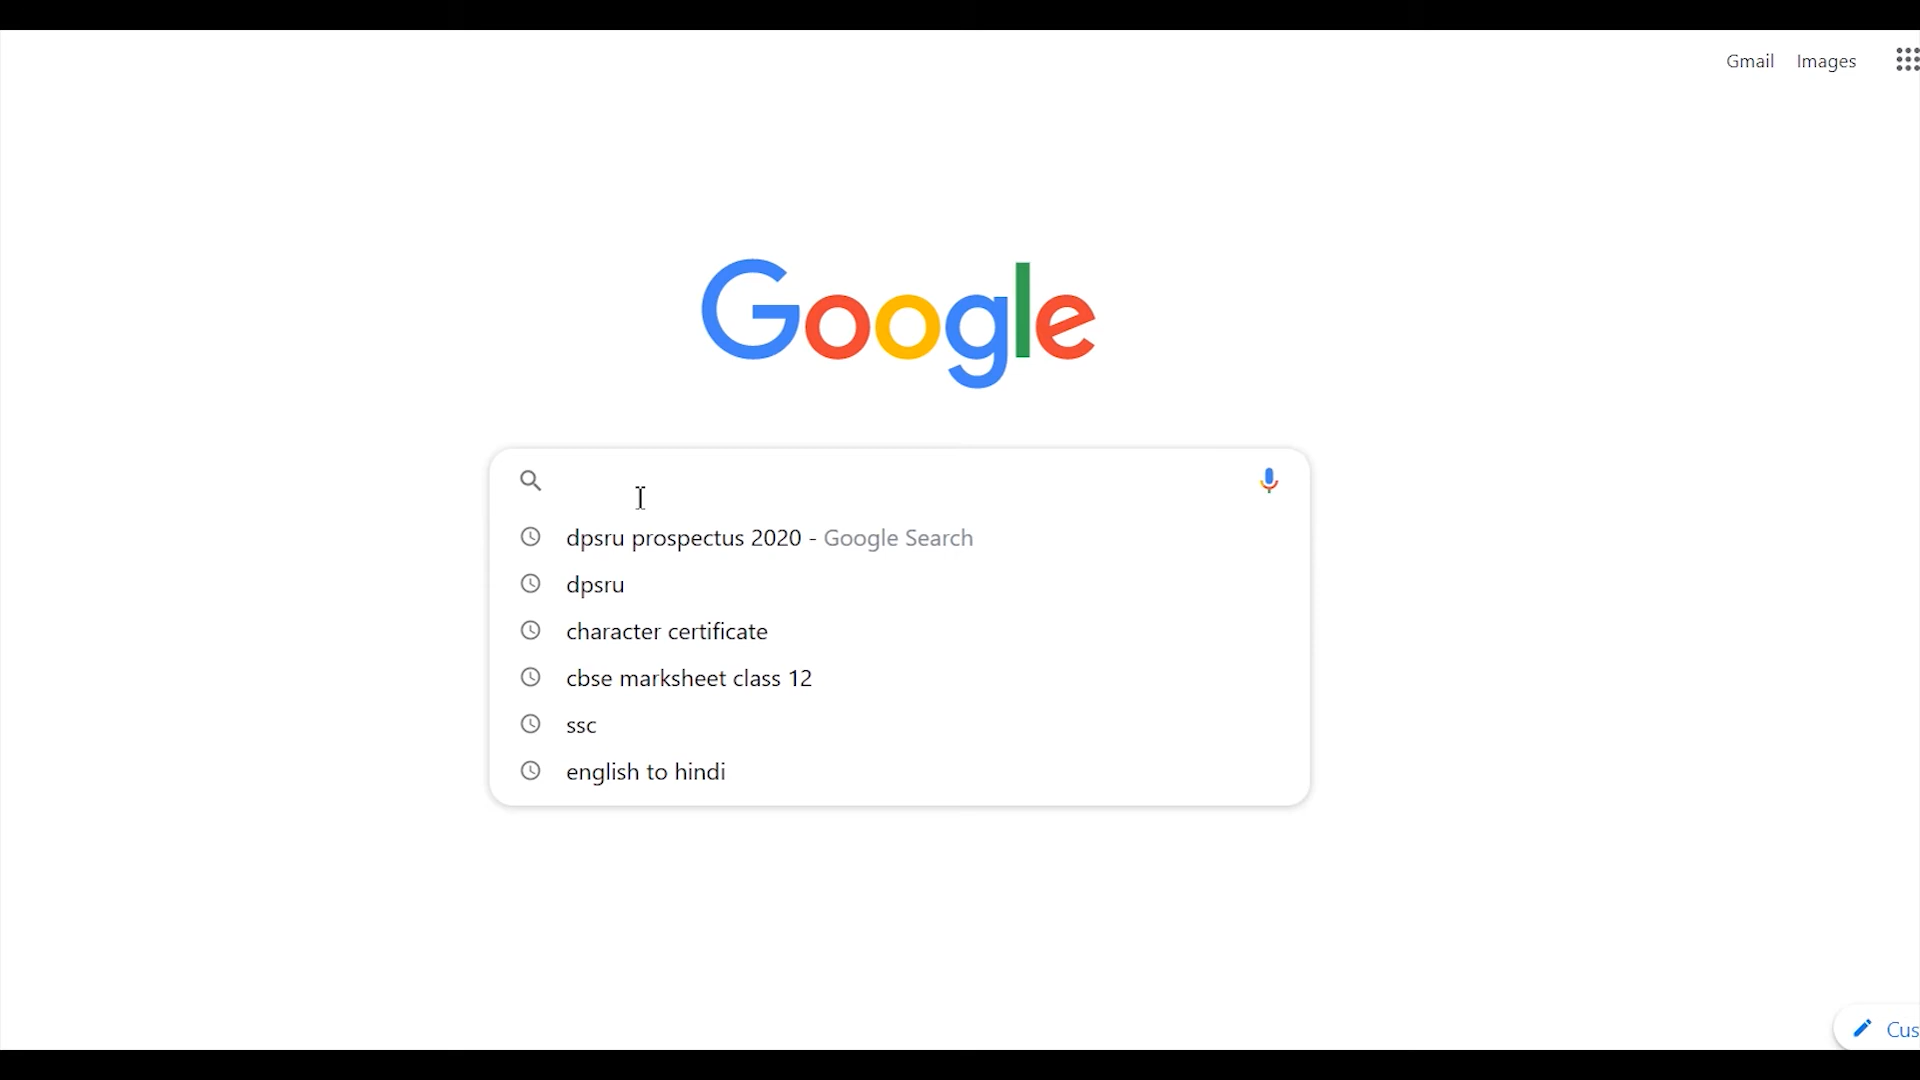 Gmail Images
Google
dpsru prospectus 2020 - Google Search
dpsru
character certificate
cbse marksheet class 12
ssc
english to hindi
Cus